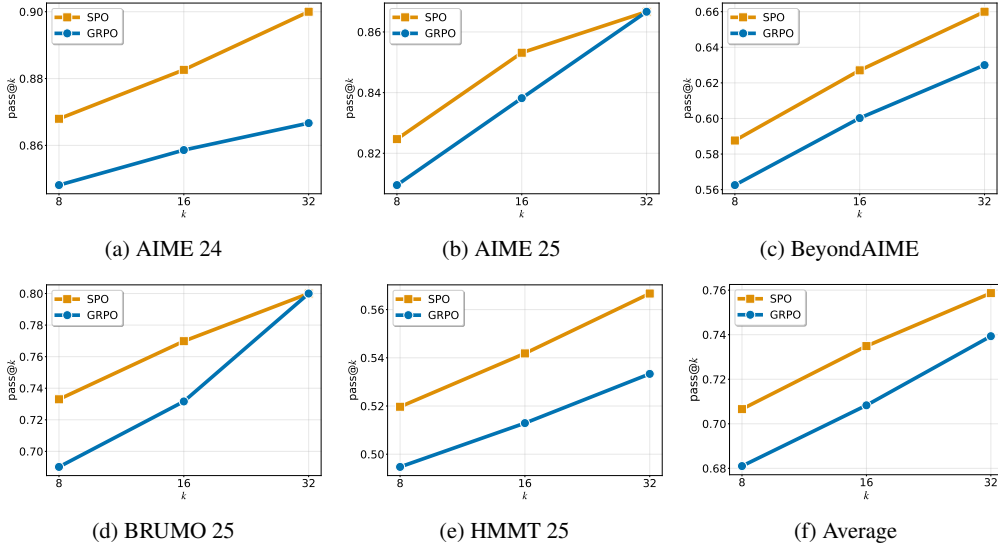 0.90
0.88
0.86
pass@k
SPO
GRPO
8
16
32
k
(a) AIME 24
0.86
0.84
0.82
pass@k
SPO
GRPO
8
16
32
k
(b) AIME 25
0.66
0.64
0.62
0.60
0.58
0.56
pass@k
SPO
GRPO
8
16
32
k
(c) BeyondAIME
0.80
0.78
0.76
0.74
0.72
0.70
pass@k
SPO
GRPO
8
16
32
k
(d) BRUMO 25
0.56
0.54
0.52
0.50
pass@k
SPO
GRPO
8
16
32
k
(e) HMMT 25
0.76
0.74
0.72
0.70
0.68
pass@k
SPO
GRPO
8
16
32
k
(f) Average